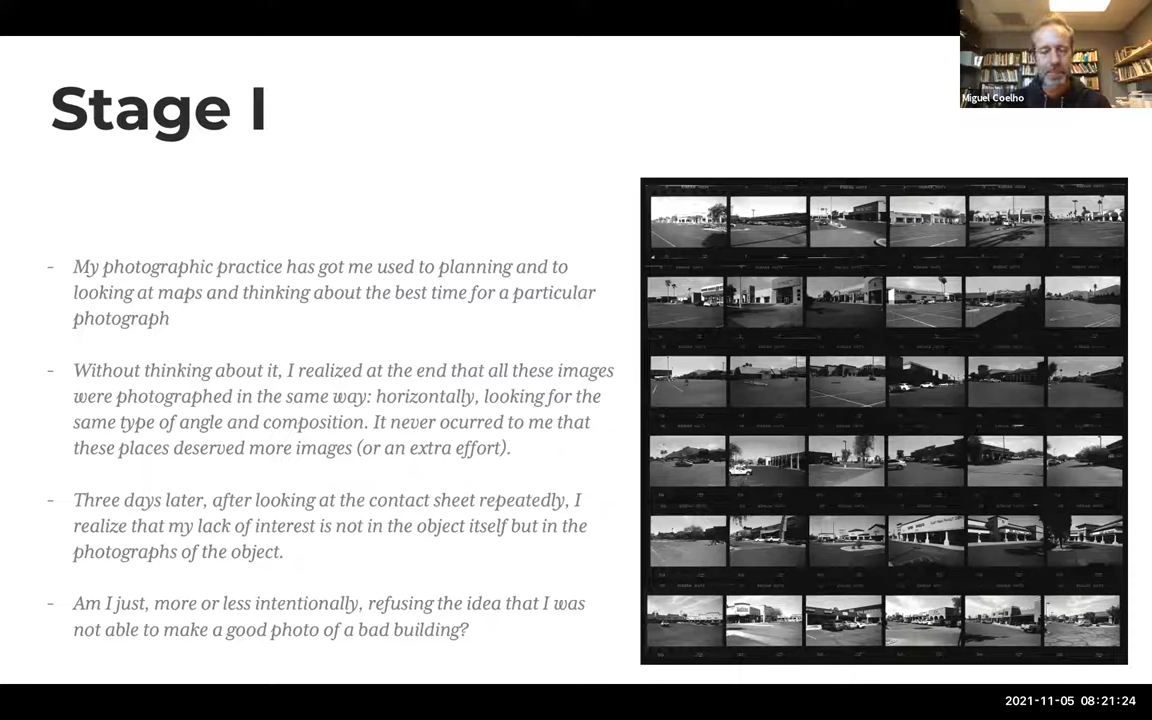 Miguel Coelho
Stage I
- My photographic practice has got me used to planning and to
looking at maps and thinking about the best time for a particular
photograph
- Without thinking about it, I realized at the end that all these images
were photographed in the same way: horizontally, looking for the
same type of angle and composition. It never ocurred to me that
these places deserved more images (or an extra effort).
- Three days later, after looking at the contact sheet repeatedly, I
realize that my lack of interest is not in the object itself but in the
photographs of the object.
- Am I just, more or less intentionally, refusing the idea that I was
not able to make a good photo of a bad building?
2021-11-05 08:21:24